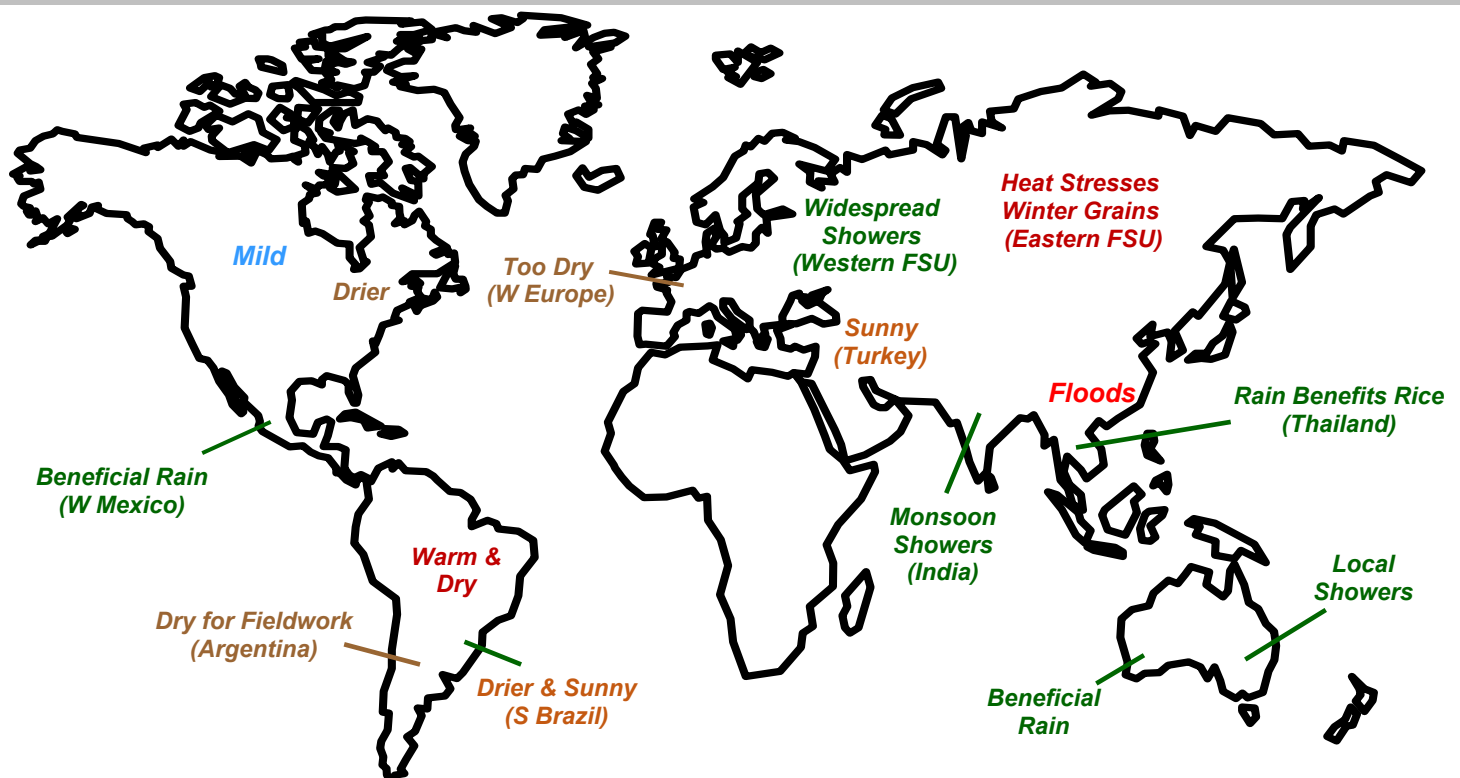 Heat Stresses
Winter Grains
(Eastern FSU)
Widespread
Showers
(Western FSU)
Mild
Drier
Too Dry
(W Europe)
Sunny
(Turkey)
Floods
Rain Benefits Rice
(Thailand)
Beneficial Rain
(W Mexico)
Monsoon
Showers
(India)
Warm &
Dry
Local
Showers
Dry for Fieldwork
(Argentina)
Drier & Sunny
(S Brazil)
Beneficial
Rain